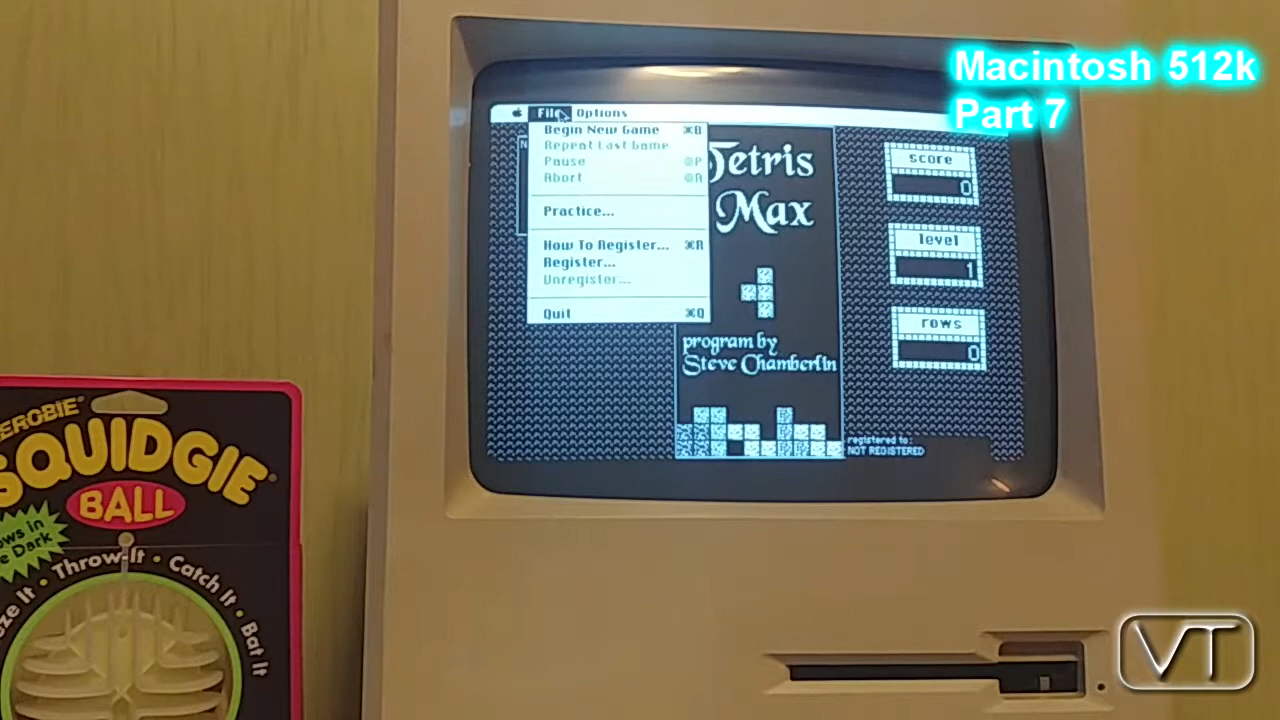 Macintosh 512k
Part 7
File Options
Begin New Game ⌘B
Repeat Last Game
Pause ⌘P
Abort ⌘A
Practice...
How To Register... ⌘R
Register...
Unregister...
Quit ⌘Q
Tetris
Max
program by
Steve Chamberlin
score
0
level
1
rows
0
registered to:
NOT REGISTERED
SQUIDGIE
BALL
Throw-It • Catch It • Bat It
VT